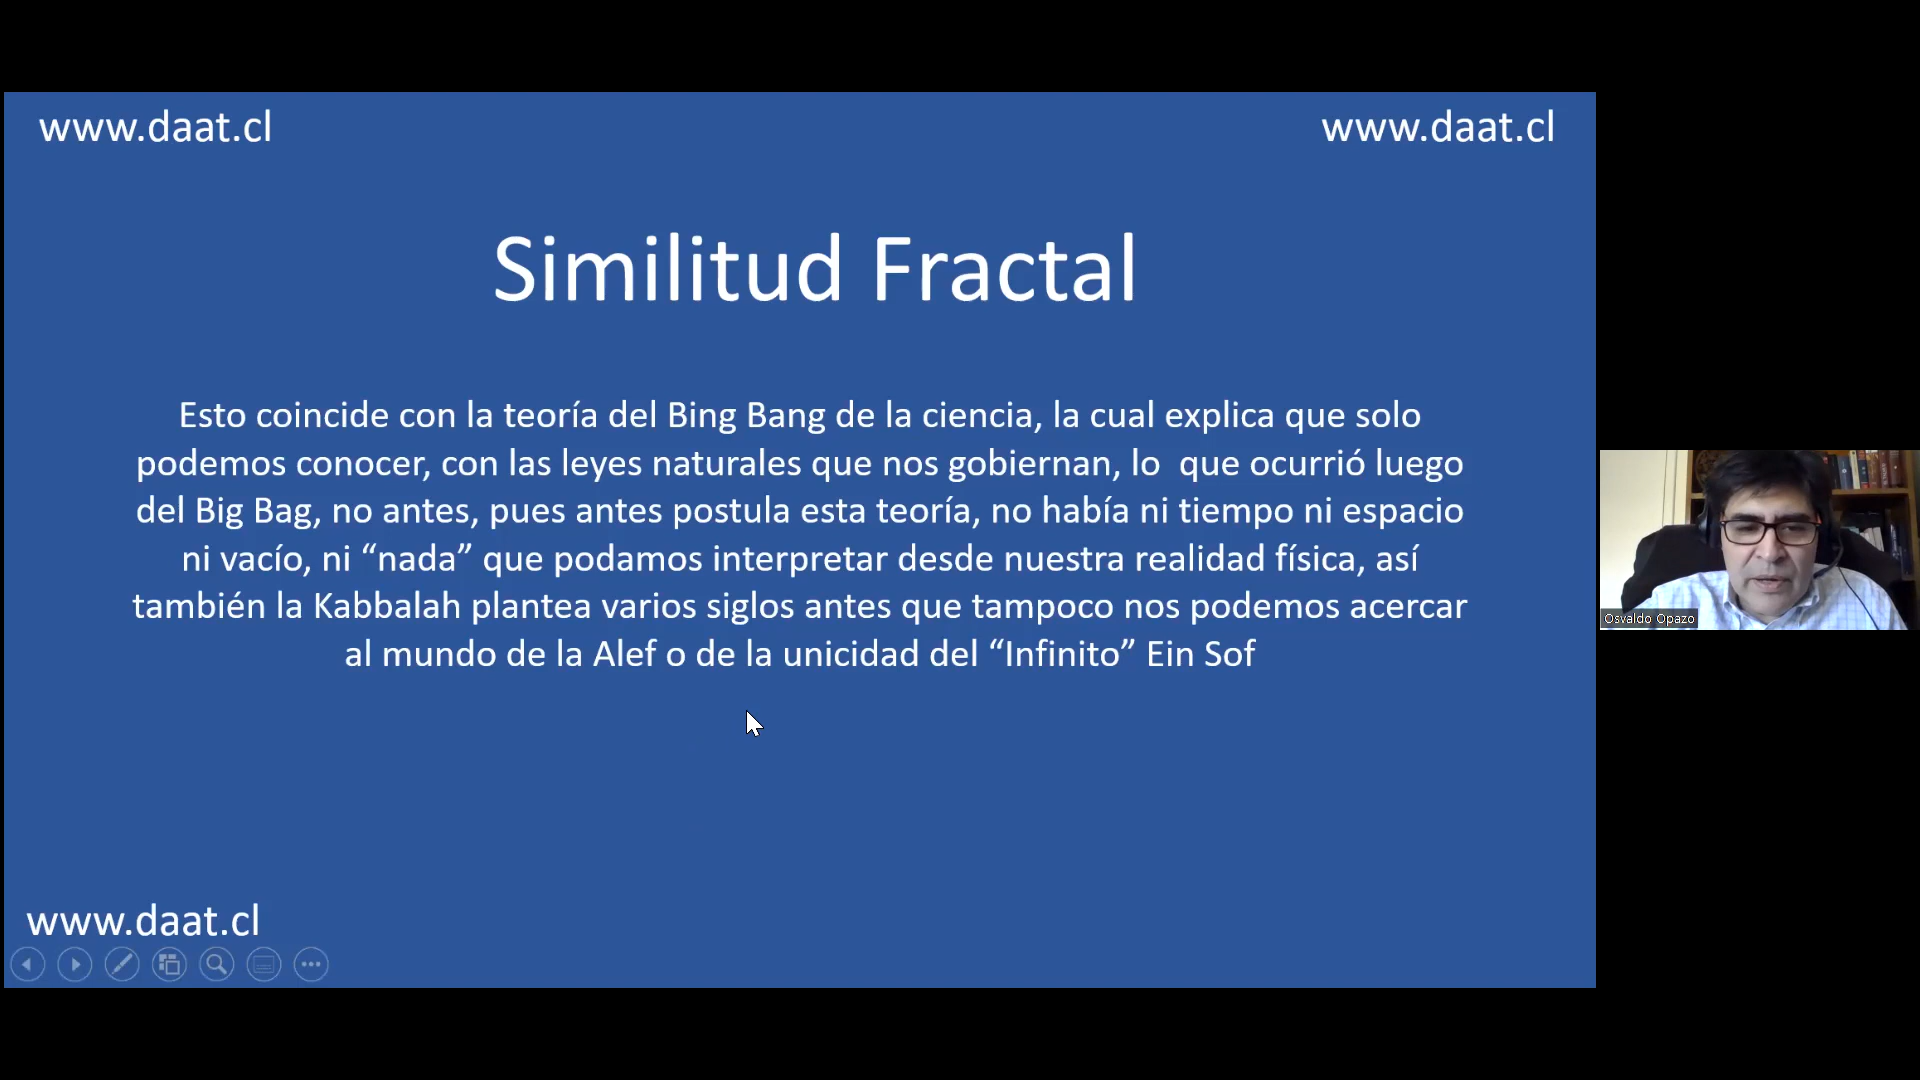 www.daat.cl
www.daat.cl
Similitud Fractal
Esto coincide con la teoría del Bing Bang de la ciencia, la cual explica que solo
podemos conocer, con las leyes naturales que nos gobiernan, lo  que ocurrió luego
del Big Bag, no antes, pues antes postula esta teoría, no había ni tiempo ni espacio
ni vacío, ni “nada” que podamos interpretar desde nuestra realidad física, así
también la Kabbalah plantea varios siglos antes que tampoco nos podemos acercar
al mundo de la Alef o de la unicidad del “Infinito” Ein Sof
Osvaldo Opazo
www.daat.cl